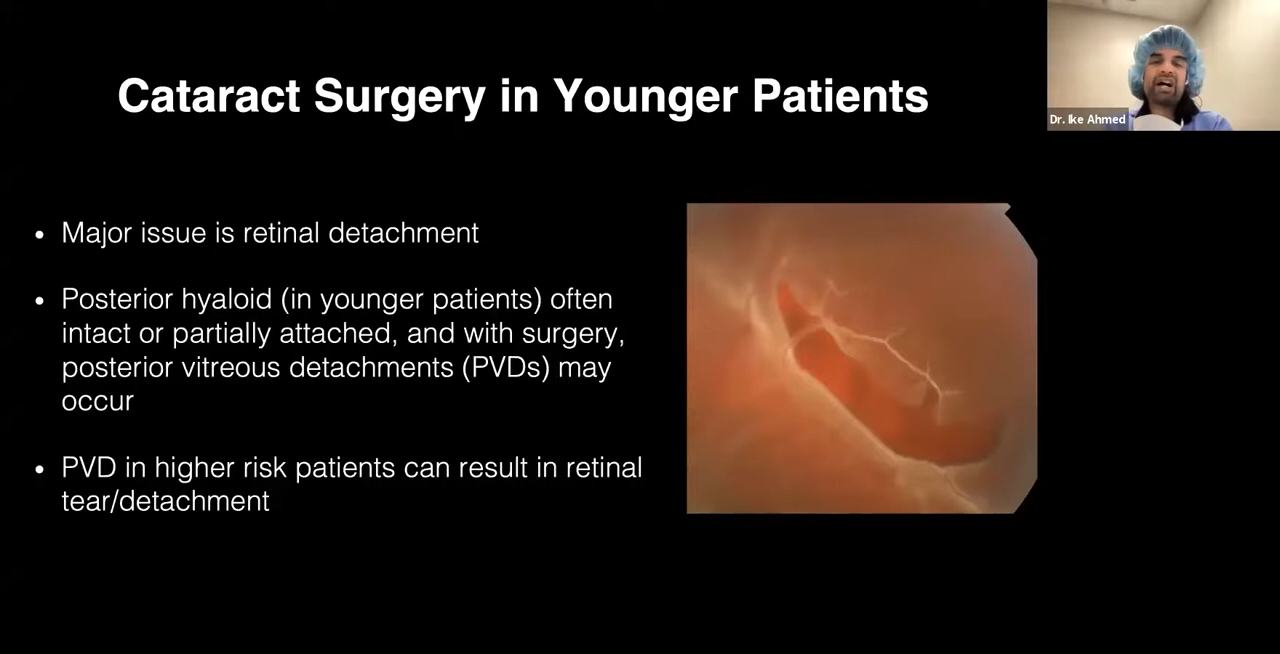 Cataract Surgery in Younger Patients
Dr. Ike Ahmed
• Major issue is retinal detachment
• Posterior hyaloid (in younger patients) often
intact or partially attached, and with surgery,
posterior vitreous detachments (PVDs) may
occur
• PVD in higher risk patients can result in retinal
tear/detachment